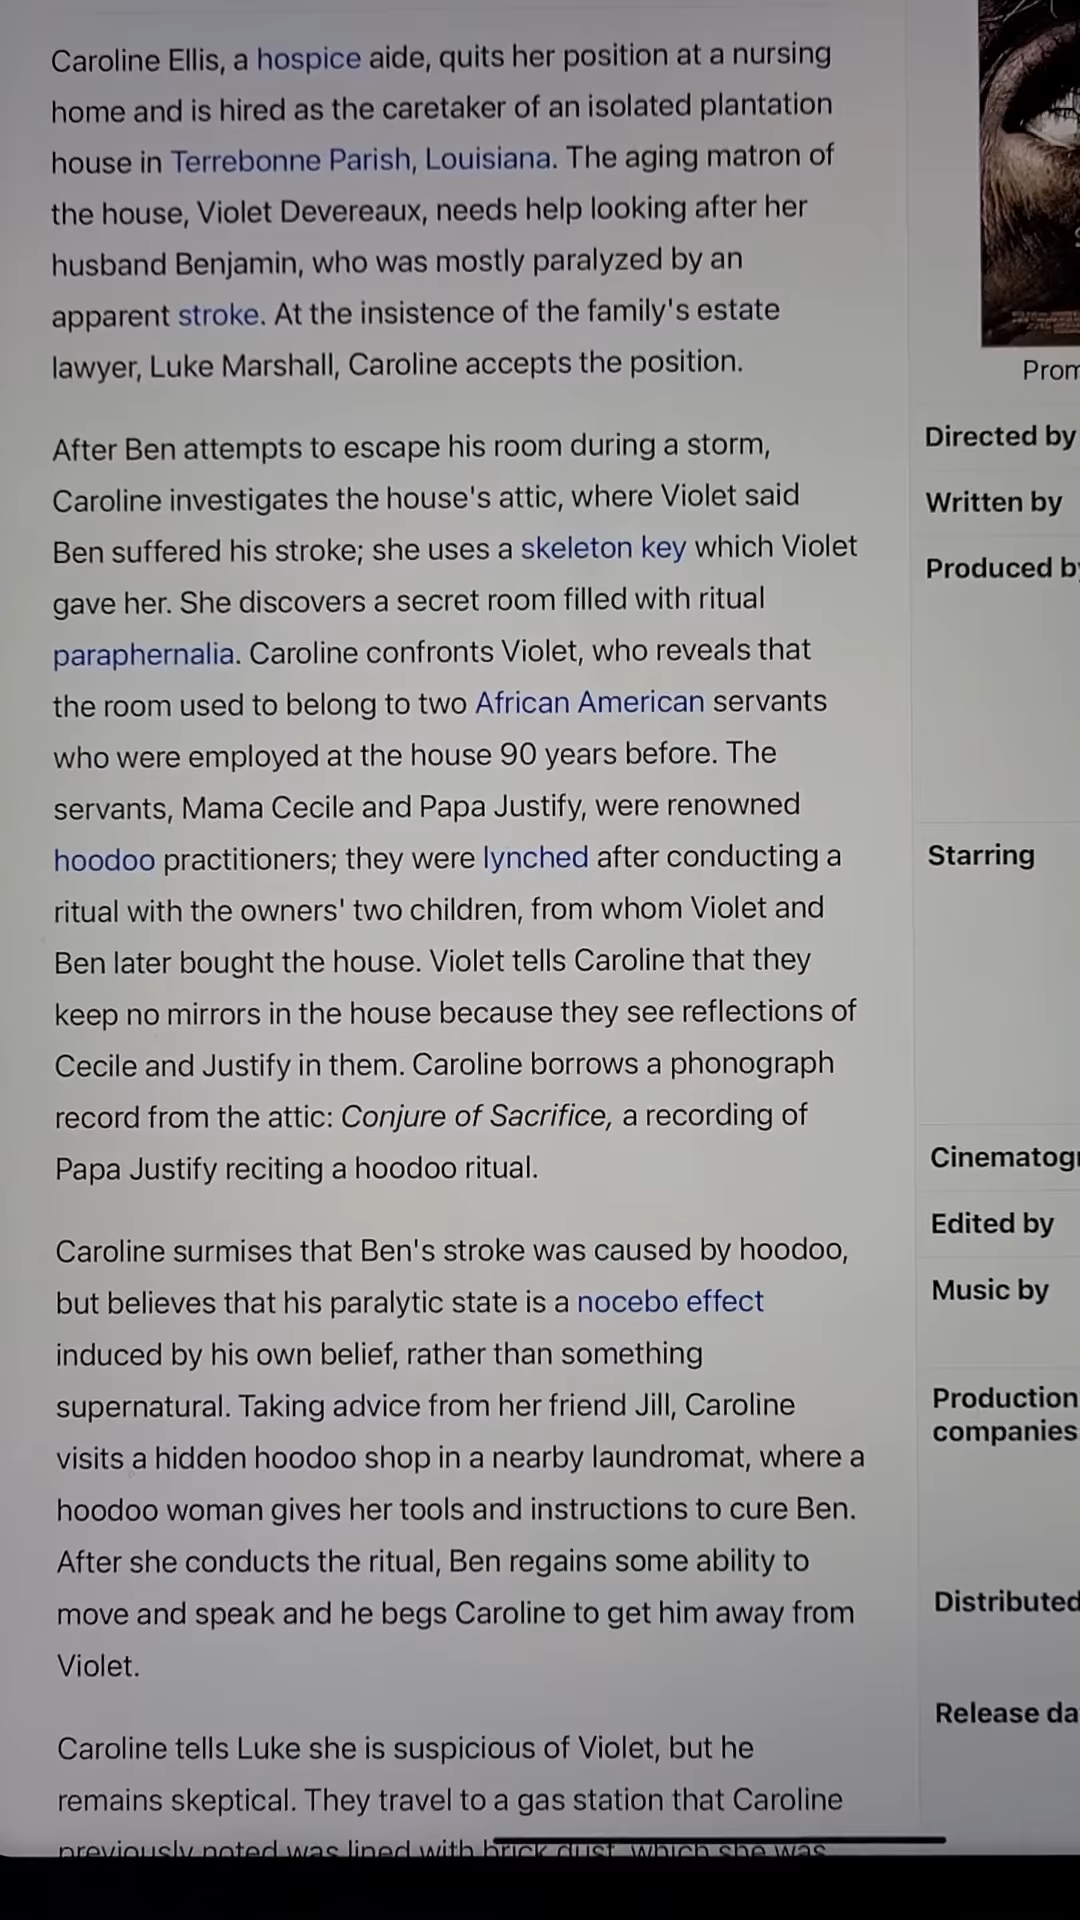 Caroline Ellis, a hospice aide, quits her position at a nursing
home and is hired as the caretaker of an isolated plantation
house in Terrebonne Parish, Louisiana. The aging matron of
the house, Violet Devereaux, needs help looking after her
husband Benjamin, who was mostly paralyzed by an
apparent stroke. At the insistence of the family's estate
lawyer, Luke Marshall, Caroline accepts the position.
After Ben attempts to escape his room during a storm,
Caroline investigates the house's attic, where Violet said
Ben suffered his stroke; she uses a skeleton key which Violet
gave her. She discovers a secret room filled with ritual
paraphernalia. Caroline confronts Violet, who reveals that
the room used to belong to two African American servants
who were employed at the house 90 years before. The
servants, Mama Cecile and Papa Justify, were renowned
hoodoo practitioners; they were lynched after conducting a
ritual with the owners' two children, from whom Violet and
Ben later bought the house. Violet tells Caroline that they
keep no mirrors in the house because they see reflections of
Cecile and Justify in them. Caroline borrows a phonograph
record from the attic: Conjure of Sacrifice, a recording of
Papa Justify reciting a hoodoo ritual.
Caroline surmises that Ben's stroke was caused by hoodoo,
but believes that his paralytic state is a nocebo effect
induced by his own belief, rather than something
supernatural. Taking advice from her friend Jill, Caroline
visits a hidden hoodoo shop in a nearby laundromat, where a
hoodoo woman gives her tools and instructions to cure Ben.
After she conducts the ritual, Ben regains some ability to
move and speak and he begs Caroline to get him away from
Violet.
Caroline tells Luke she is suspicious of Violet, but he
remains skeptical. They travel to a gas station that Caroline
previously noted was lined with brick dust, which she was
Prom
Directed by
Written by
Produced by
Starring
Cinematogr
Edited by
Music by
Production
companies
Distributed
Release da